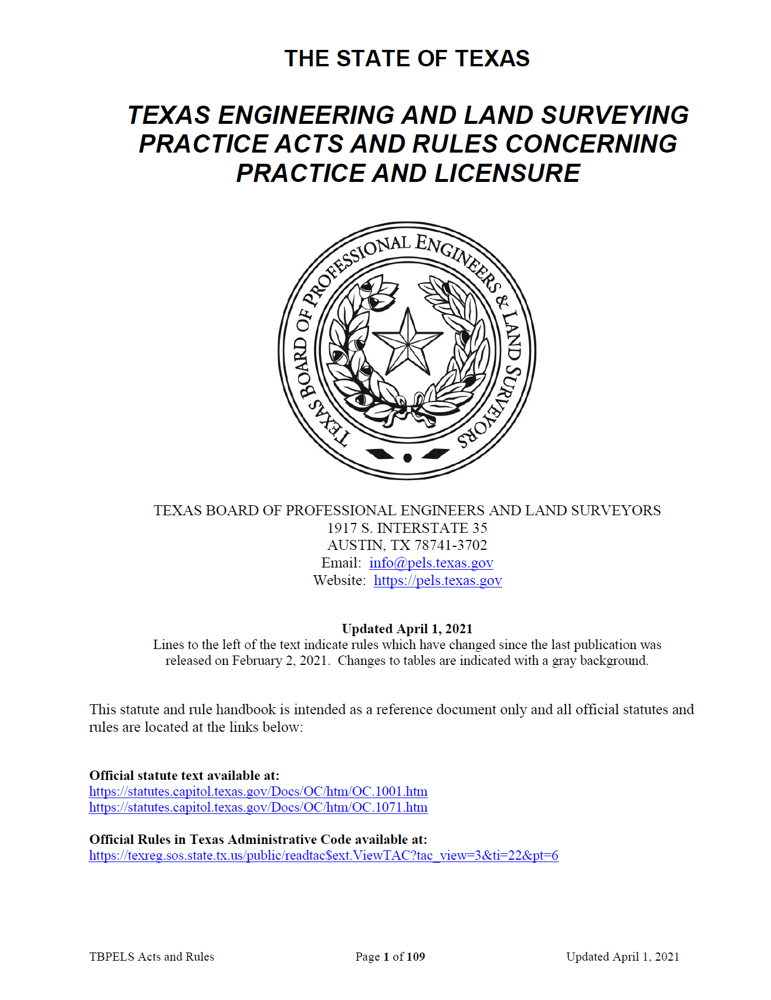 THE STATE OF TEXAS
TEXAS ENGINEERING AND LAND SURVEYING
PRACTICE ACTS AND RULES CONCERNING
PRACTICE AND LICENSURE
TEXAS BOARD OF PROFESSIONAL ENGINEERS & LAND SURVEYORS
TEXAS BOARD OF PROFESSIONAL ENGINEERS AND LAND SURVEYORS
1917 S. INTERSTATE 35
AUSTIN, TX 78741-3702
Email: info@pels.texas.gov
Website: https://pels.texas.gov
Updated April 1, 2021
Lines to the left of the text indicate rules which have changed since the last publication was
released on February 2, 2021. Changes to tables are indicated with a gray background.
This statute and rule handbook is intended as a reference document only and all official statutes and
rules are located at the links below:
Official statute text available at:
https://statutes.capitol.texas.gov/Docs/OC/htm/OC.1001.htm
https://statutes.capitol.texas.gov/Docs/OC/htm/OC.1071.htm
Official Rules in Texas Administrative Code available at:
https://texreg.sos.state.tx.us/public/readtac$ext.ViewTAC?tac_view=3&ti=22&pt=6
TBPELS Acts and Rules Page 1 of 109 Updated April 1, 2021